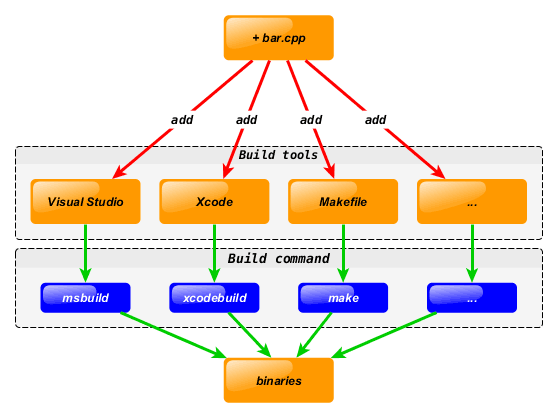 + bar.cpp
add add add add
Build tools
Visual Studio Xcode Makefile ...
Build command
msbuild xcodebuild make ...
binaries